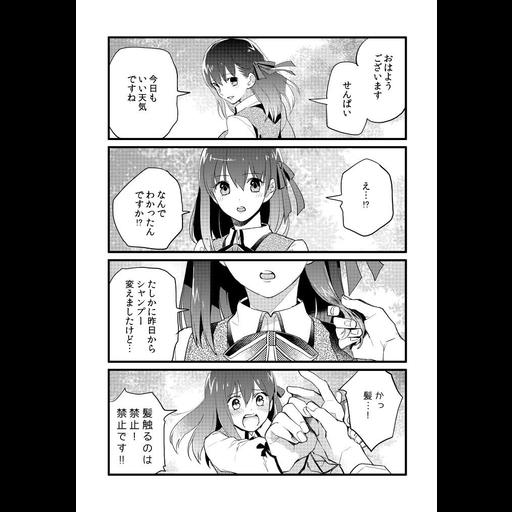 おはよう
ございます
せんぱい
今日も
いい天気
ですね
え…!?
なんで
わかったん
ですか!?
たしかに昨日から
シャンプー
変えましたけど…
かっ
髪…!
髪触るのは
禁止!
禁止です!!